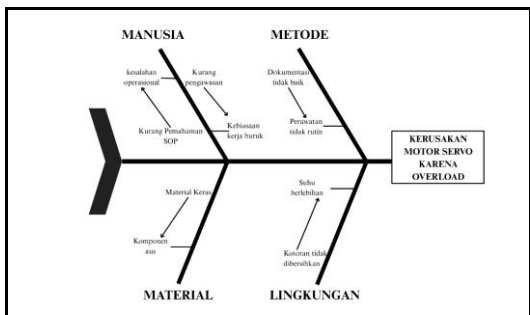 MANUSIA
METODE
kesalahan
operasional
Kurang
pengawasan
Dokumentasi
tidak baik
Kurang Pemahaman
SOP
Kebiasaan
kerja buruk
Perawatan
tidak rutin
KERUSAKAN
MOTOR SERVO
KARENA
OVERLOAD
Material Keras
Suhu
berlebihan
Komponen
aus
Kotoran tidak
dibersihkan
MATERIAL
LINGKUNGAN